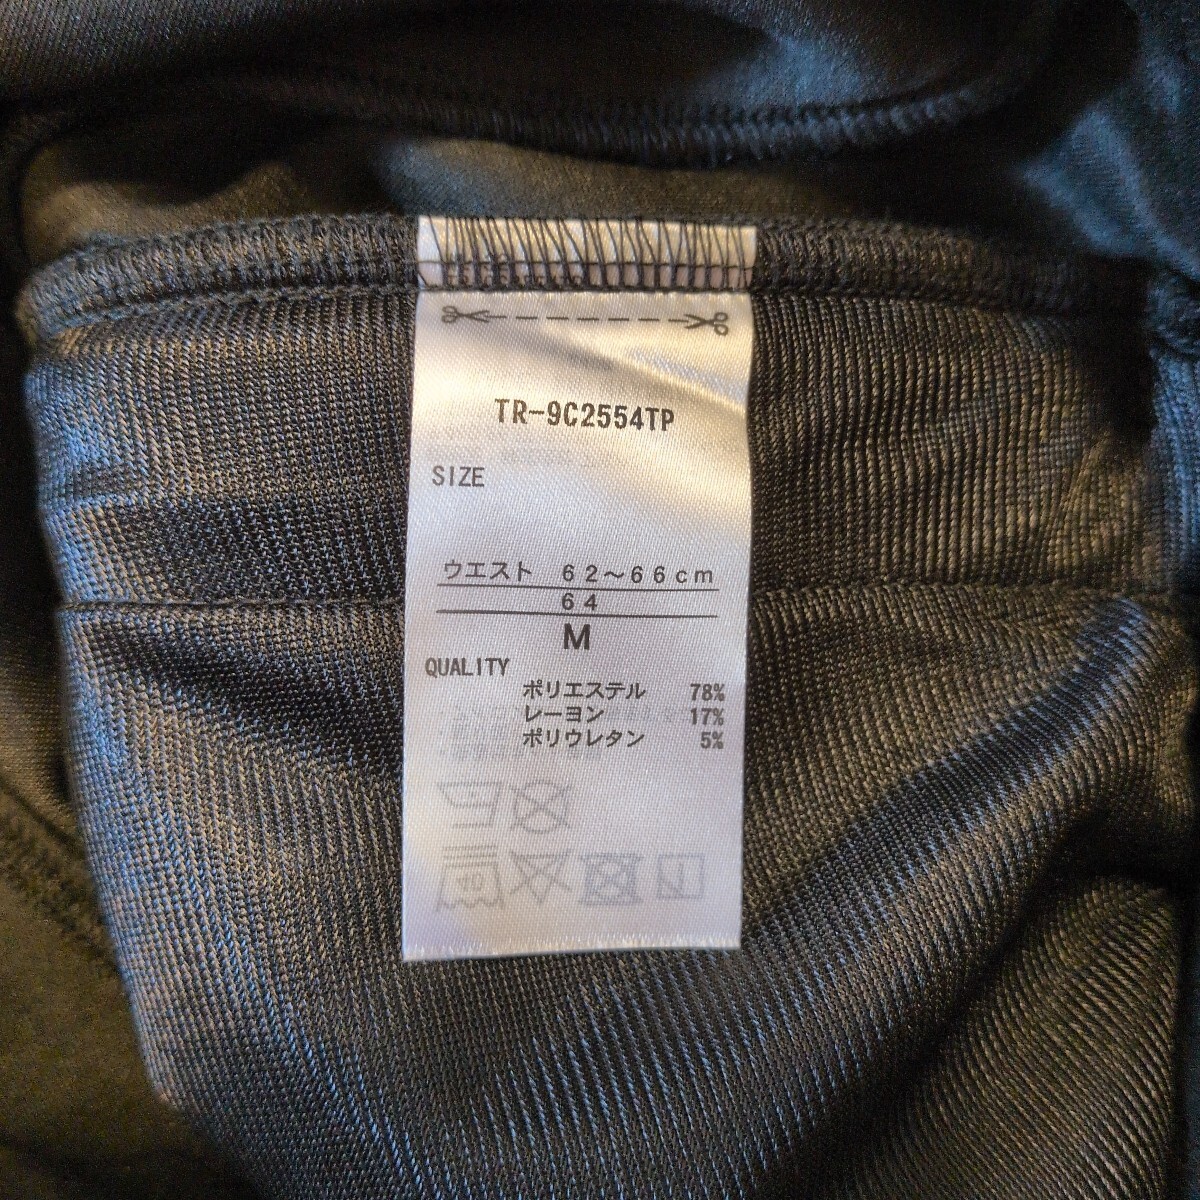 TR-9C2554TP
SIZE
ウエスト 62～66cm
64
M
QUALITY
ポリエステル 78%
レーヨン 17%
ポリウレタン 5%
40